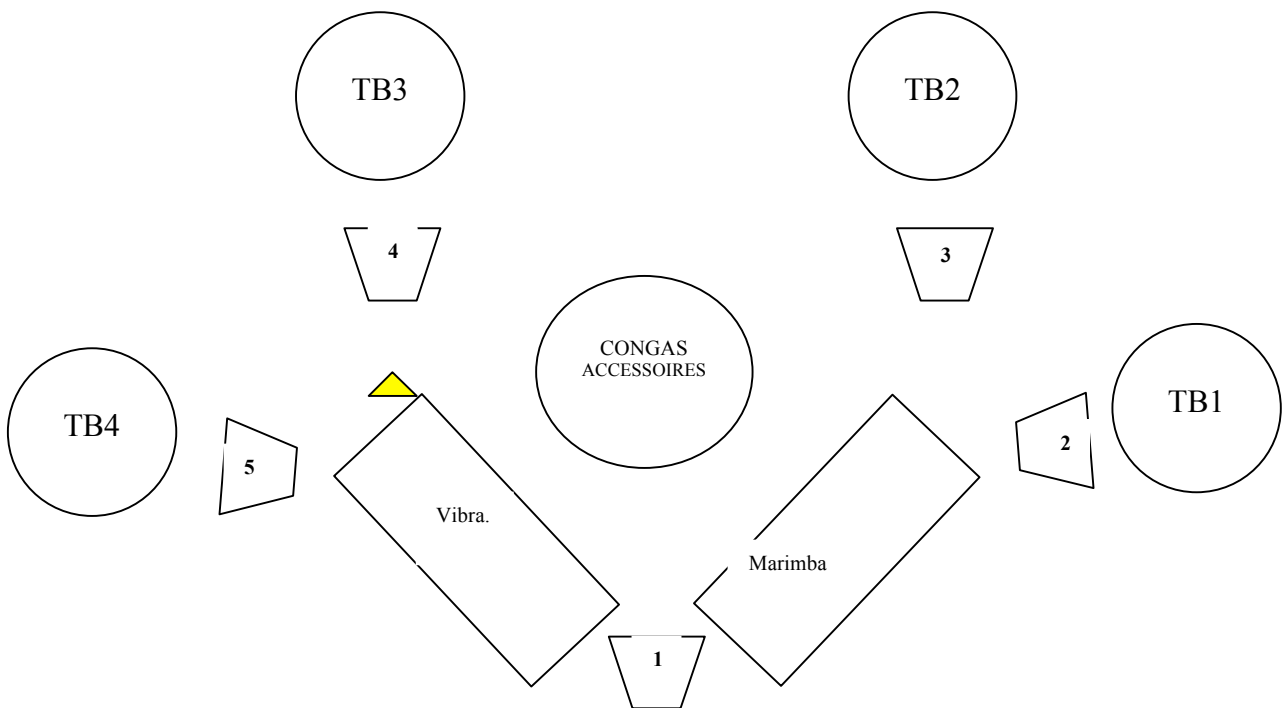 TB3
TB2
4
3
CONGAS
ACCESSOIRES
TB4
TB1
5
2
Vibra.
Marimba
1